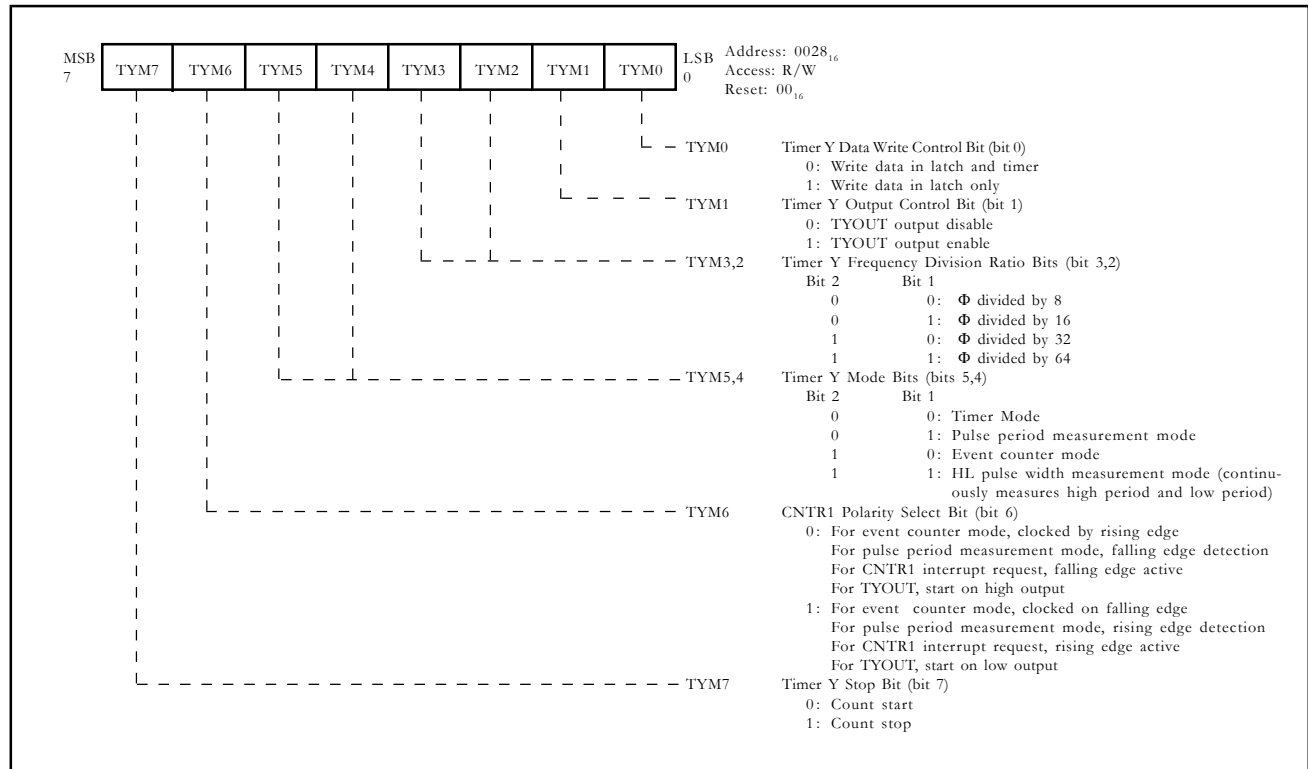 MSB
7
TYM7 TYM6 TYM5 TYM4 TYM3 TYM2 TYM1 TYM0
LSB
0
Address: 0028₁₆
Access: R/W
Reset: 00₁₆
TYM0 Timer Y Data Write Control Bit (bit 0)
0: Write data in latch and timer
1: Write data in latch only
TYM1 Timer Y Output Control Bit (bit 1)
0: TYOUT output disable
1: TYOUT output enable
TYM3,2 Timer Y Frequency Division Ratio Bits (bit 3,2)
Bit 2 Bit 1
0 0: Φ divided by 8
0 1: Φ divided by 16
1 0: Φ divided by 32
1 1: Φ divided by 64
TYM5,4 Timer Y Mode Bits (bits 5,4)
Bit 2 Bit 1
0 0: Timer Mode
0 1: Pulse period measurement mode
1 0: Event counter mode
1 1: HL pulse width measurement mode (continu-
ously measures high period and low period)
TYM6 CNTR1 Polarity Select Bit (bit 6)
0: For event counter mode, clocked by rising edge
For pulse period measurement mode, falling edge detection
For CNTR1 interrupt request, falling edge active
For TYOUT, start on high output
1: For event counter mode, clocked on falling edge
For pulse period measurement mode, rising edge detection
For CNTR1 interrupt request, rising edge active
For TYOUT, start on low output
TYM7 Timer Y Stop Bit (bit 7)
0: Count start
1: Count stop